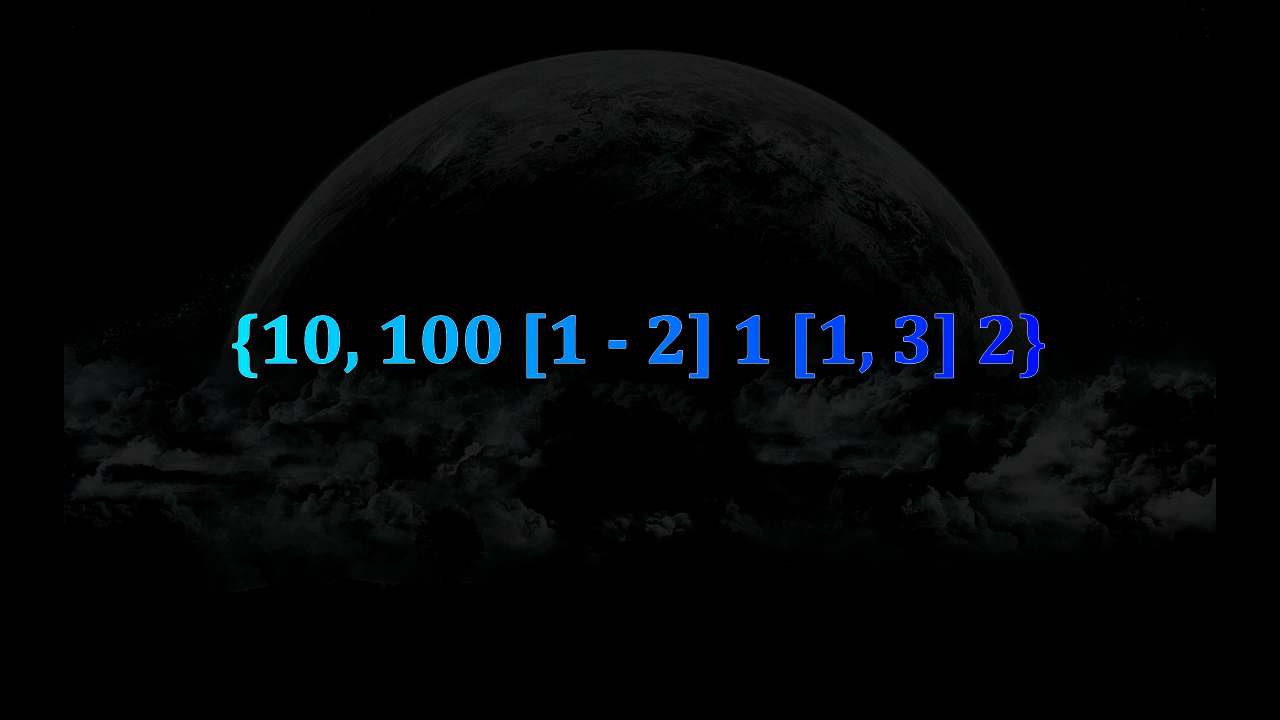 {10, 100 [1 - 2] 1 [1, 3] 2}